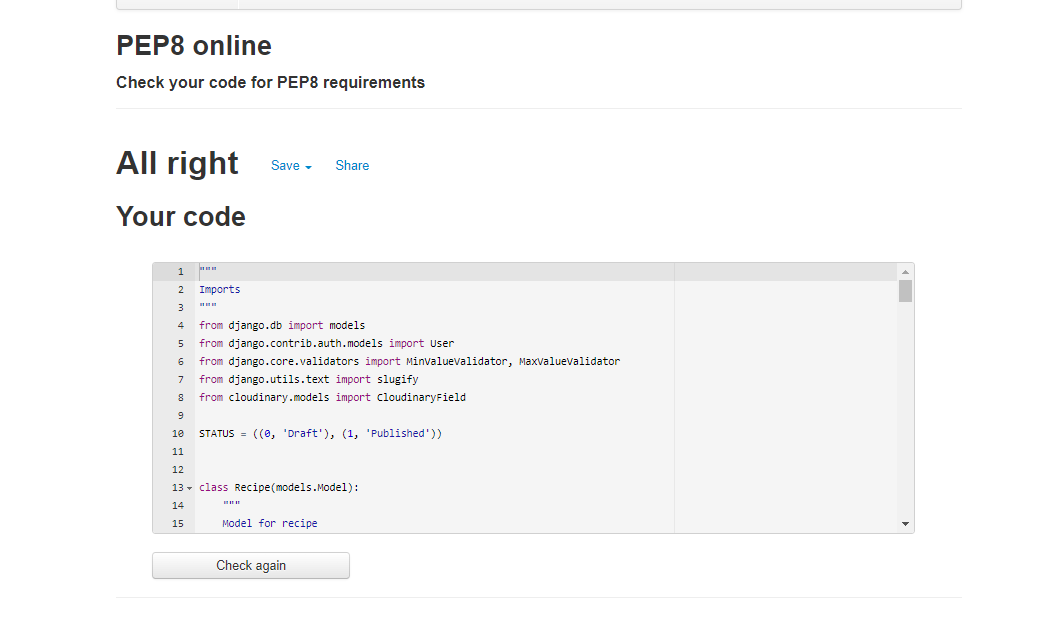 PEP8 online
Check your code for PEP8 requirements
All right Save Share
Your code
1 """
2 Imports
3 """
4 from django.db import models
5 from django.contrib.auth.models import User
6 from django.core.validators import MinValueValidator, MaxValueValidator
7 from django.utils.text import slugify
8 from cloudinary.models import CloudinaryField
9
10 STATUS = ((0, 'Draft'), (1, 'Published'))
11
12
13 class Recipe(models.Model):
14 """
15 Model for recipe
Check again